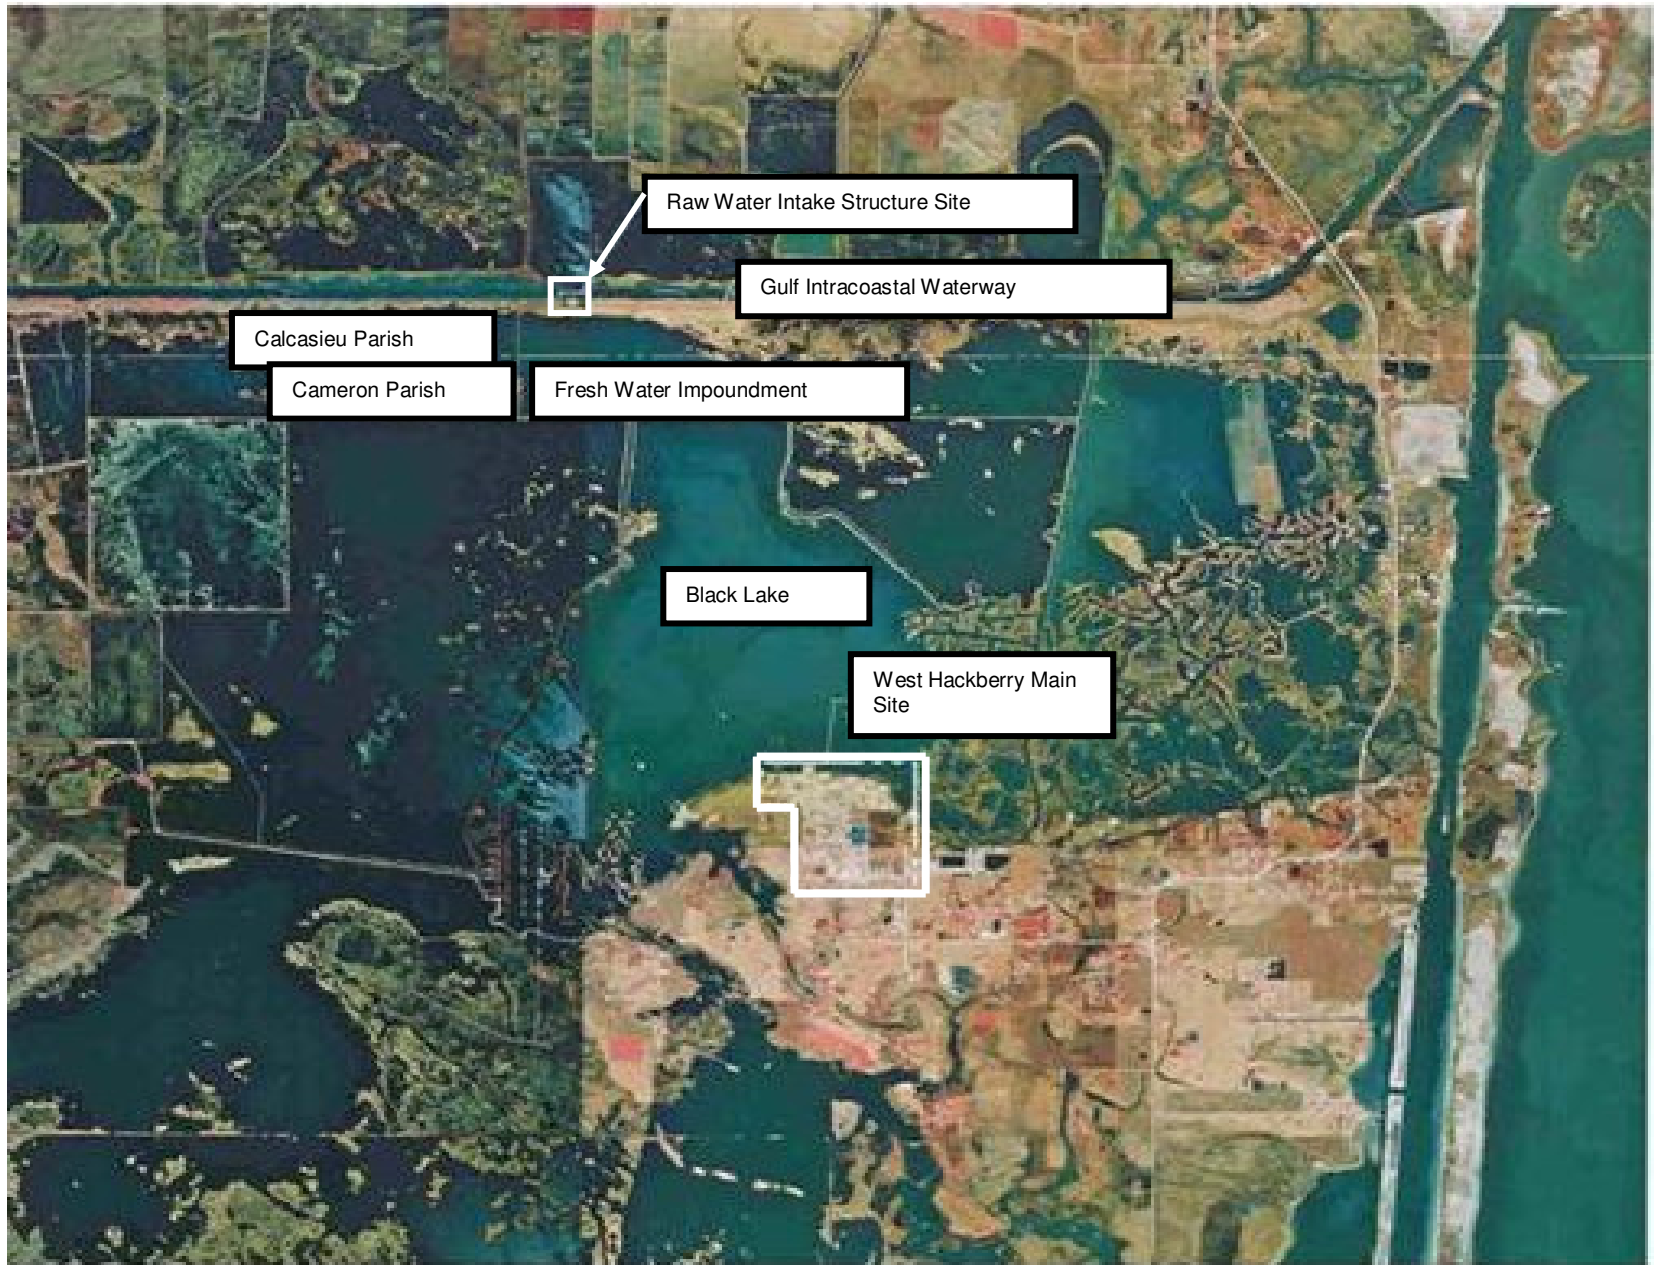 Raw Water Intake Structure Site
Gulf Intracoastal Waterway
Calcasieu Parish
Cameron Parish
Fresh Water Impoundment
Black Lake
West Hackberry Main
Site